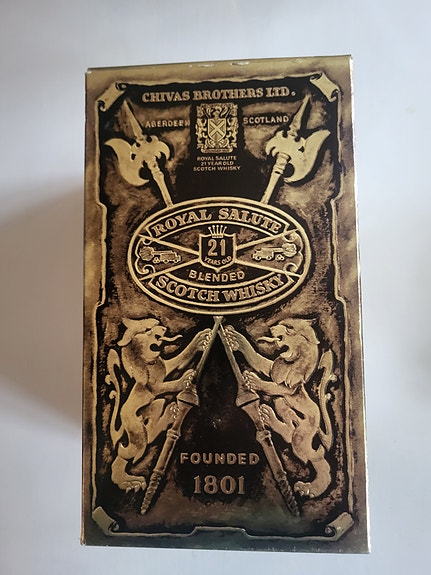 CHIVAS BROTHERS LTD.
ABERDEEN SCOTLAND
ROYAL SALUTE
21 YEAR OLD
SCOTCH WHISKY
ROYAL SALUTE
21
YEARS OLD
BLENDED
SCOTCH WHISKY
FOUNDED
1801